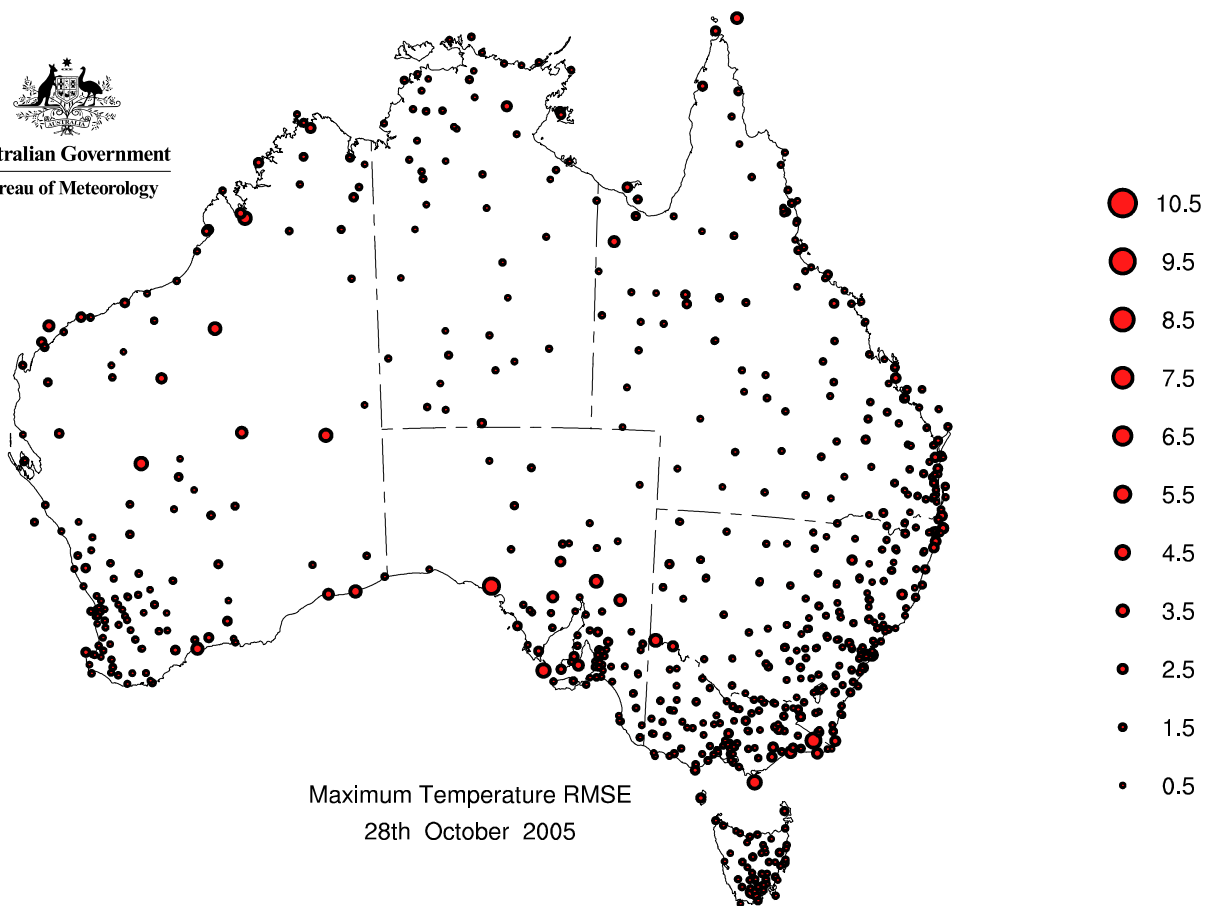 AUSTRALIA
tralian Government
reau of Meteorology
10.5
9.5
8.5
7.5
6.5
5.5
4.5
3.5
2.5
1.5
0.5
Maximum Temperature RMSE
28th October 2005